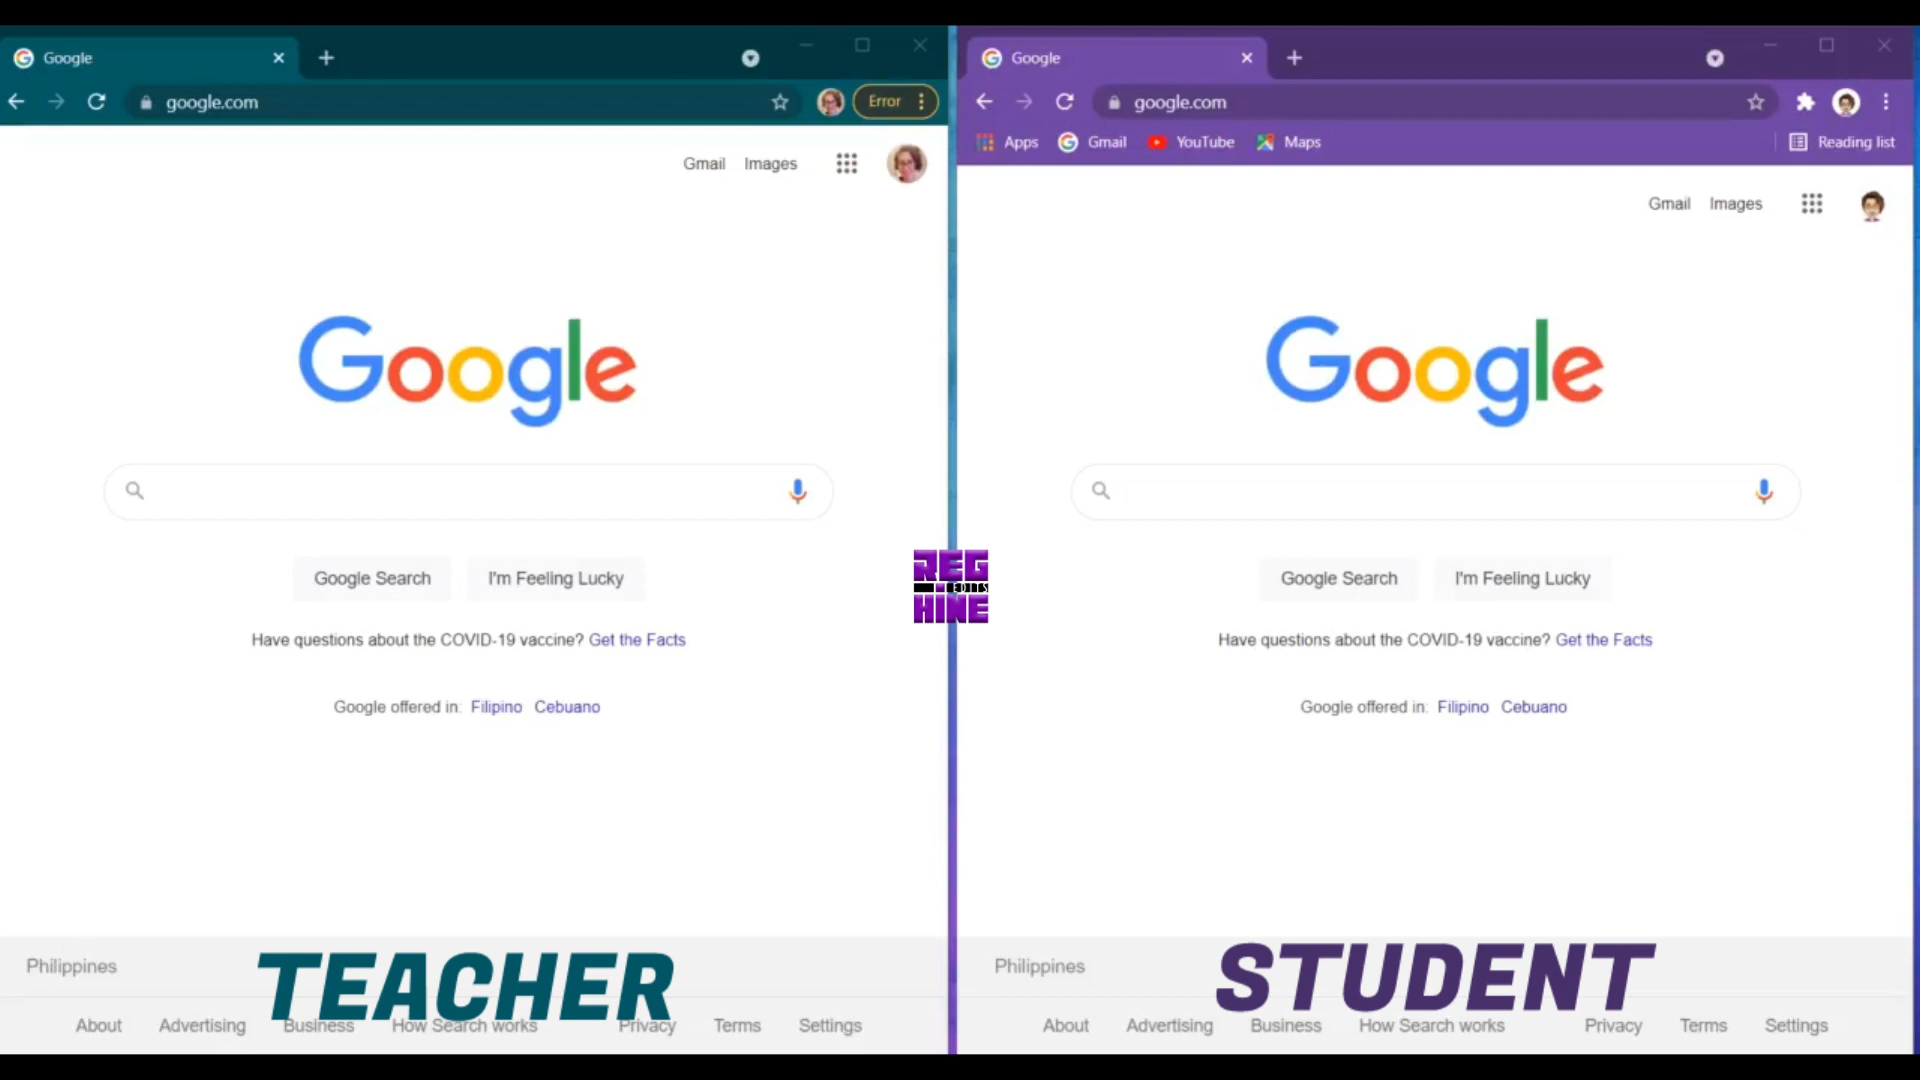 Google
google.com
Error
Gmail Images
Google
Google Search I'm Feeling Lucky
Have questions about the COVID-19 vaccine? Get the Facts
Google offered in: Filipino Cebuano
Philippines
TEACHER
About Advertising Business How Search works Privacy Terms Settings
REG
EDITS
HINE
Google
google.com
Apps Gmail YouTube Maps Reading list
Gmail Images
Google
Google Search I'm Feeling Lucky
Have questions about the COVID-19 vaccine? Get the Facts
Google offered in: Filipino Cebuano
Philippines
STUDENT
About Advertising Business How Search works Privacy Terms Settings